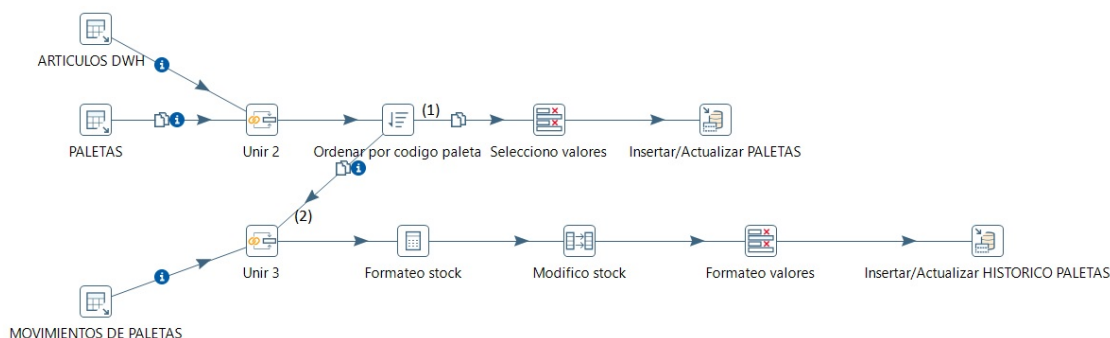 ARTICULOS DWH
(1)
PALETAS
Unir 2
Ordenar por codigo paleta
Selecciono valores
Insertar/Actualizar PALETAS
(2)
Unir 3
Formateo stock
Modifico stock
Formateo valores
Insertar/Actualizar HISTORICO PALETAS
MOVIMIENTOS DE PALETAS